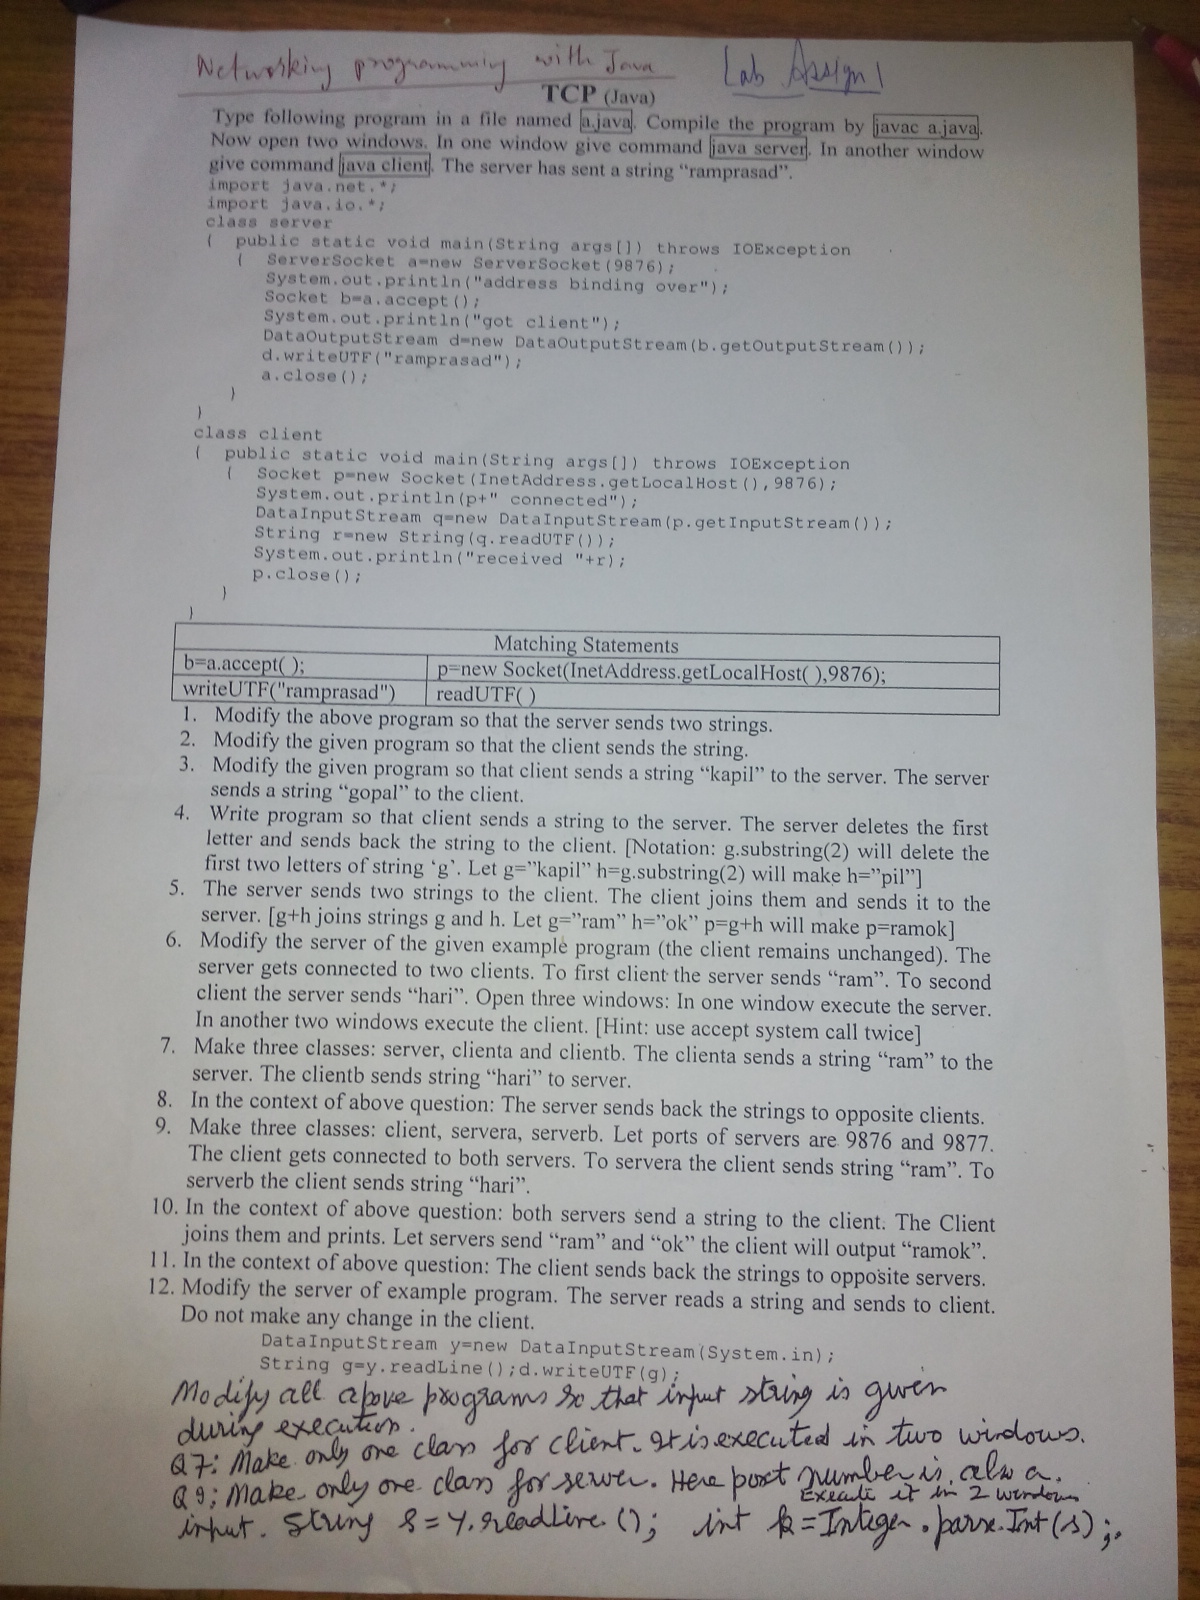 Networking programming with Java Lab Assign 1
TCP (Java)
Type following program in a file named a.java. Compile the program by javac a.java.
Now open two windows. In one window give command java server. In another window
give command java client. The server has sent a string “ramprasad”.
import java.net.*;
import java.io.*;
class server
{ public static void main(String args[]) throws IOException
{ ServerSocket a=new ServerSocket(9876);
System.out.println("address binding over");
Socket b=a.accept();
System.out.println("got client");
DataOutputStream d=new DataOutputStream(b.getOutputStream());
d.writeUTF("ramprasad");
a.close();
}
}
class client
{ public static void main(String args[]) throws IOException
{ Socket p=new Socket(InetAddress.getLocalHost(),9876);
System.out.println(p+" connected");
DataInputStream q=new DataInputStream(p.getInputStream());
String r=new String(q.readUTF());
System.out.println("received "+r);
p.close();
}
}
Matching Statements
b=a.accept( ); p=new Socket(InetAddress.getLocalHost( ),9876);
writeUTF("ramprasad") readUTF( )
1. Modify the above program so that the server sends two strings.
2. Modify the given program so that the client sends the string.
3. Modify the given program so that client sends a string “kapil” to the server. The server
sends a string “gopal” to the client.
4. Write program so that client sends a string to the server. The server deletes the first
letter and sends back the string to the client. [Notation: g.substring(2) will delete the
first two letters of string ‘g’. Let g=”kapil” h=g.substring(2) will make h=”pil”]
5. The server sends two strings to the client. The client joins them and sends it to the
server. [g+h joins strings g and h. Let g=”ram” h=”ok” p=g+h will make p=ramok]
6. Modify the server of the given example program (the client remains unchanged). The
server gets connected to two clients. To first client the server sends “ram”. To second
client the server sends “hari”. Open three windows: In one window execute the server.
In another two windows execute the client. [Hint: use accept system call twice]
7. Make three classes: server, clienta and clientb. The clienta sends a string “ram” to the
server. The clientb sends string “hari” to server.
8. In the context of above question: The server sends back the strings to opposite clients.
9. Make three classes: client, servera, serverb. Let ports of servers are 9876 and 9877.
The client gets connected to both servers. To servera the client sends string “ram”. To
serverb the client sends string “hari”.
10. In the context of above question: both servers send a string to the client. The Client
joins them and prints. Let servers send “ram” and “ok” the client will output “ramok”.
11. In the context of above question: The client sends back the strings to opposite servers.
12. Modify the server of example program. The server reads a string and sends to client.
Do not make any change in the client.
DataInputStream y=new DataInputStream(System.in);
String g=y.readLine();d.writeUTF(g);
Modify all above programs so that input string is given
during execution.
Q7: Make only one class for client. It is executed in two windows.
Q9: Make only one class for server. Here port number is also a.
Execute it in 2 windows
input. String s = y.readLine(); int k = Integer.parseInt(s);